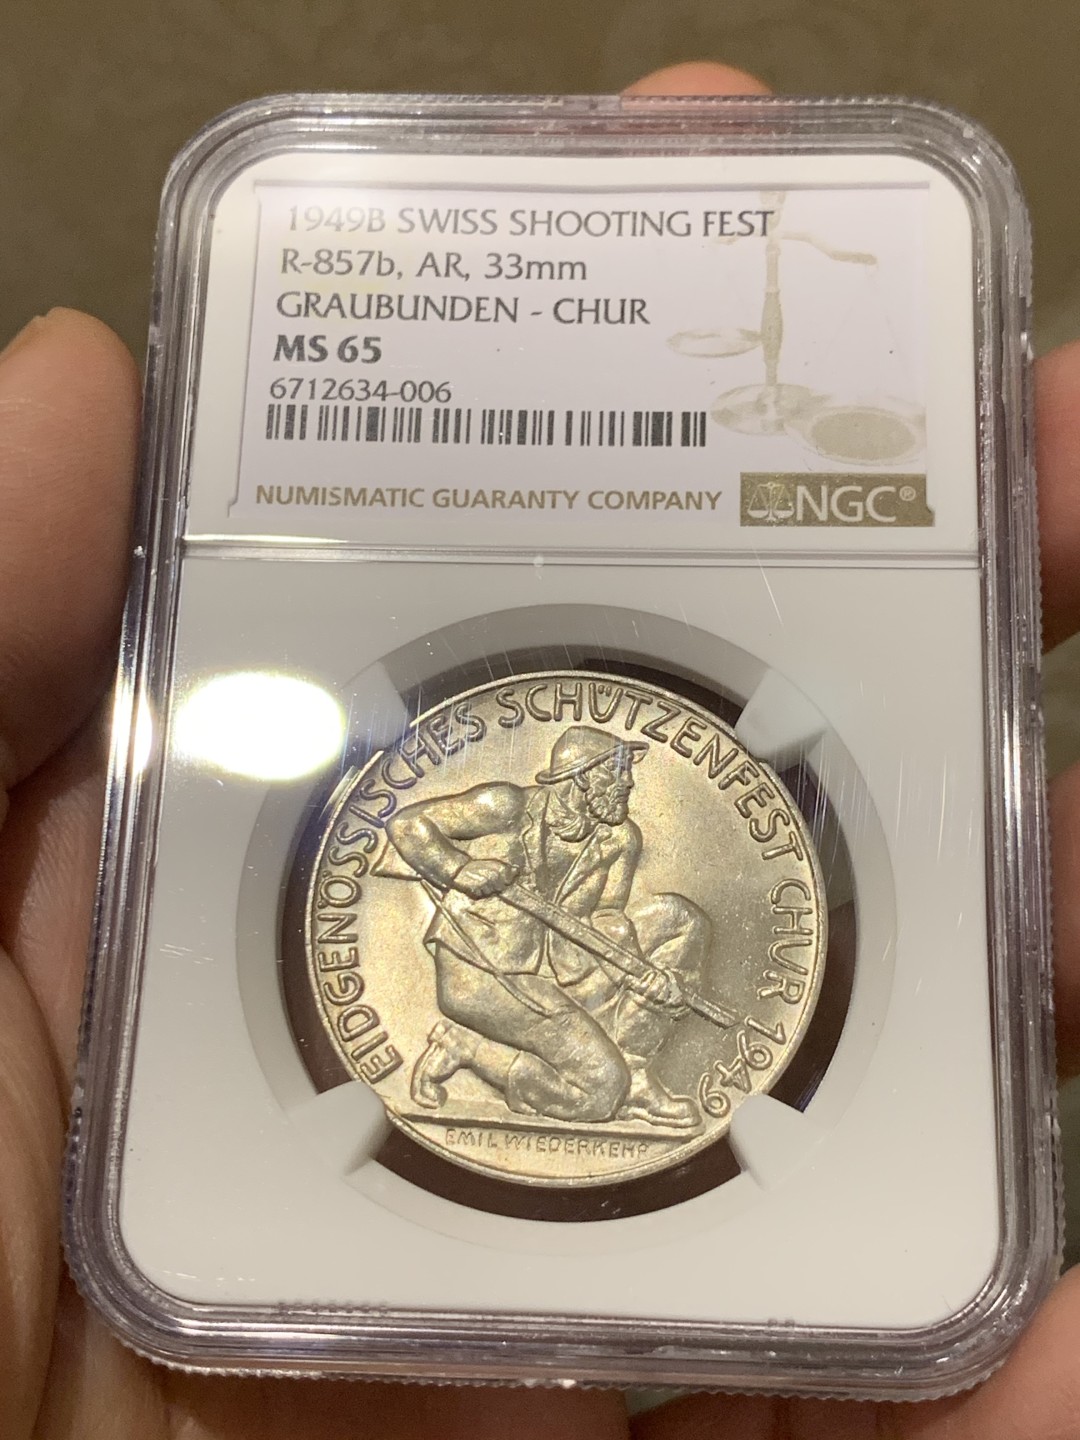 1949B SWISS SHOOTING FEST
R-857b, AR, 33mm
GRAUBUNDEN - CHUR
MS 65
6712634-006
NUMISMATIC GUARANTY COMPANY NGC®
EIDGENÖSSISCHES SCHÜTZENFEST CHUR 1949
EMIL WIEDERKEHR